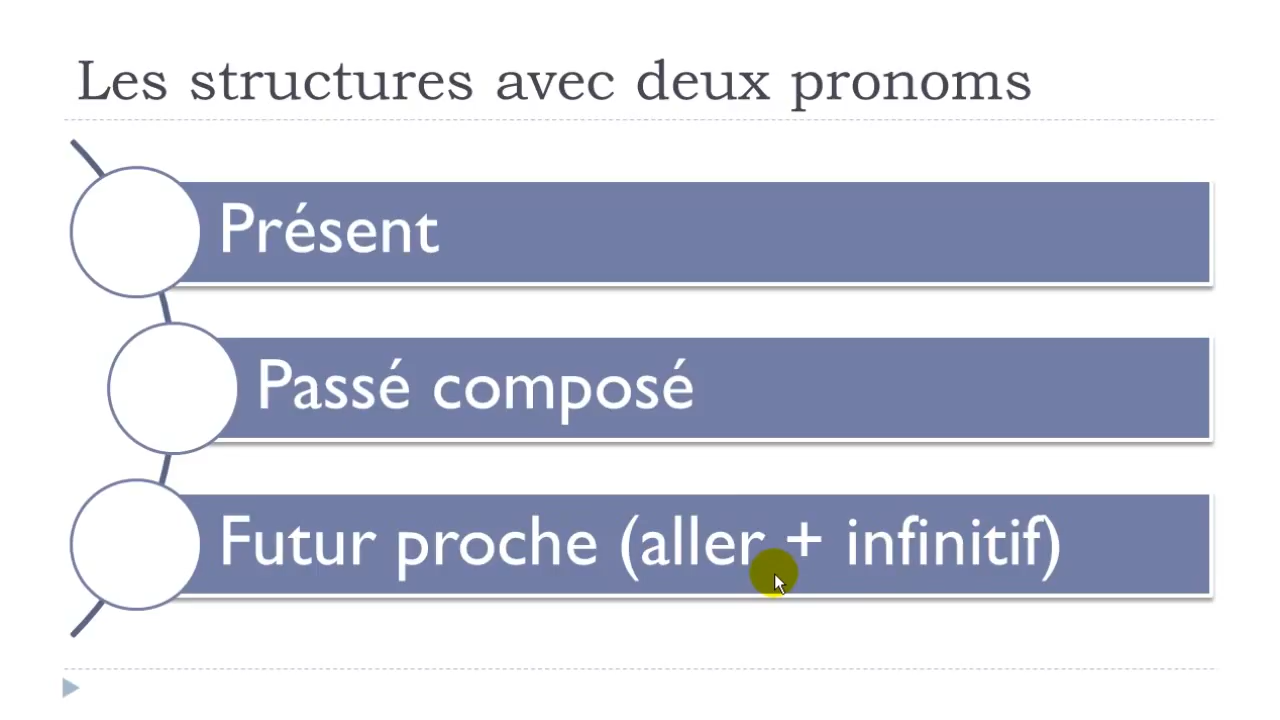 Les structures avec deux pronoms
Présent
Passé composé
Futur proche (aller + infinitif)